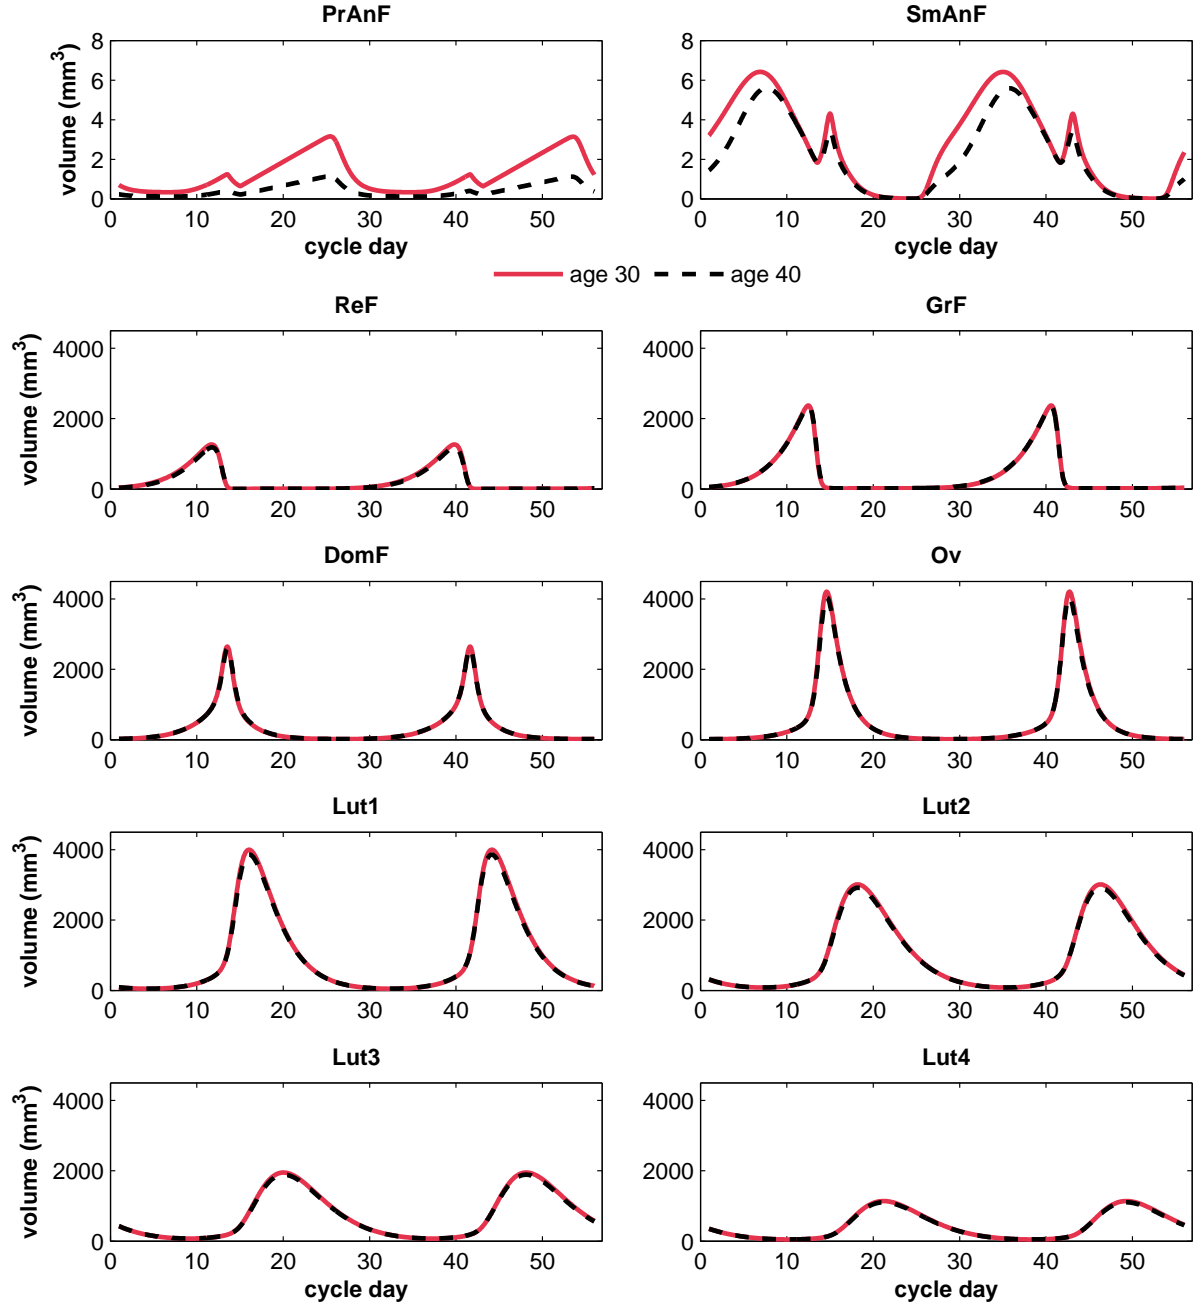 PrAnF SmAnF
volume (mm³)
8 8
6 6
4 4
2 2
0 0
0 10 20 30 40 50 0 10 20 30 40 50
cycle day cycle day
age 30 age 40
ReF GrF
volume (mm³)
4000 4000
2000 2000
0 0
0 10 20 30 40 50 0 10 20 30 40 50
DomF Ov
volume (mm³)
4000 4000
2000 2000
0 0
0 10 20 30 40 50 0 10 20 30 40 50
Lut1 Lut2
volume (mm³)
4000 4000
2000 2000
0 0
0 10 20 30 40 50 0 10 20 30 40 50
Lut3 Lut4
volume (mm³)
4000 4000
2000 2000
0 0
0 10 20 30 40 50 0 10 20 30 40 50
cycle day cycle day